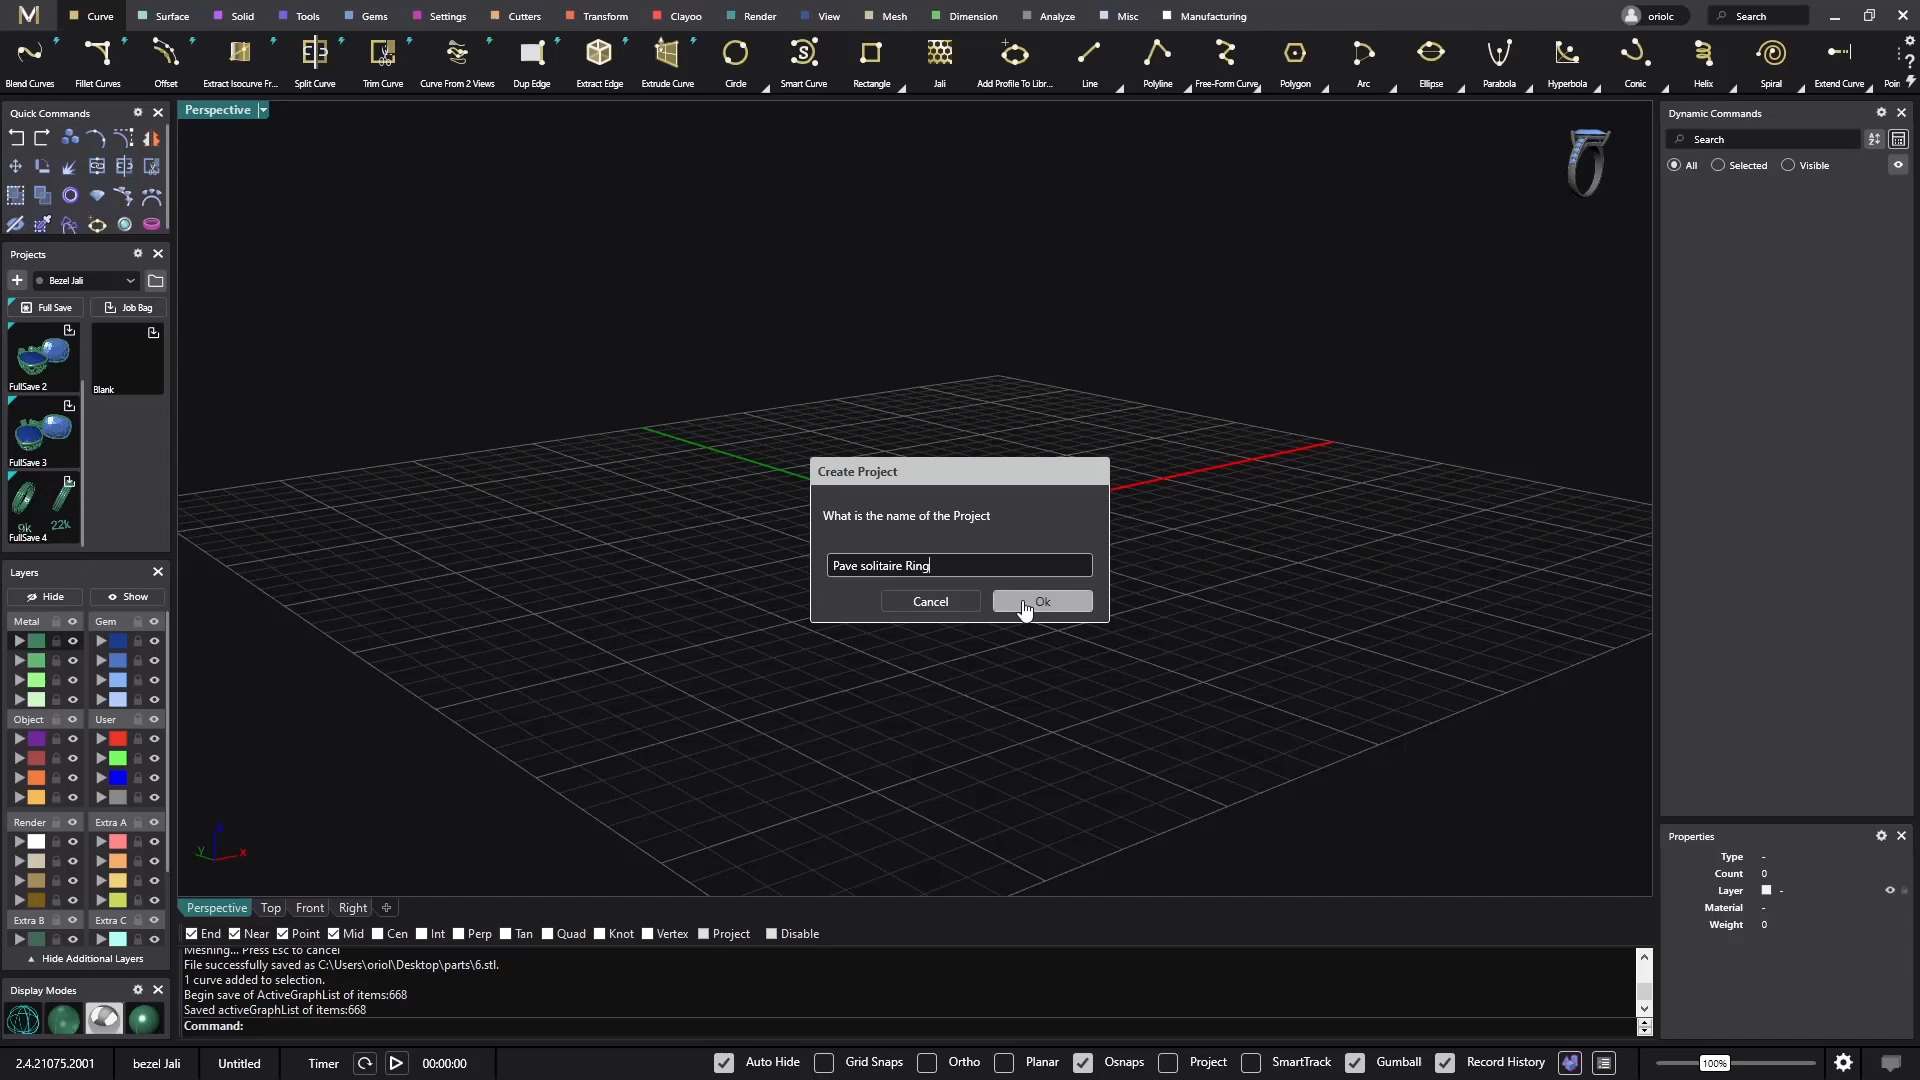 Curve
Surface
Solid
Tools
Gems
Settings
Cutters
Transform
Clayoo
Render
View
Mesh
Dimension
Analyze
Misc
Manufacturing
oriolc
Search
Blend Curves
Fillet Curves
Offset
Extract Isocurve Fr...
Split Curve
Trim Curve
Curve From 2 Views
Dup Edge
Extract Edge
Extrude Curve
Circle
Smart Curve
Rectangle
Jali
Add Profile To Libr...
Line
Polyline
Free-Form Curve
Polygon
Arc
Ellipse
Parabola
Hyperbola
Conic
Helix
Spiral
Extend Curve
Poin
Quick Commands
Perspective
Dynamic Commands
Search
All
Selected
Visible
Projects
Bezel Jali
Full Save
Job Bag
FullSave 2
Blank
FullSave 3
9k
22k
FullSave 4
Create Project
What is the name of the Project
Pave solitaire Ring
Cancel
Ok
Layers
Hide
Show
Metal
Gem
Object
User
Render
Extra A
Extra B
Extra C
Hide Additional Layers
Display Modes
z
y
x
Perspective
Top
Front
Right
End
Near
Point
Mid
Cen
Int
Perp
Tan
Quad
Knot
Vertex
Project
Disable
Meshing... Press Esc to cancel
File successfully saved as C:\Users\oriol\Desktop\parts\6.stl.
1 curve added to selection.
Begin save of ActiveGraphList of items:668
Saved activeGraphList of items:668
Command:
Properties
Type -
Count 0
Layer -
Material -
Weight 0
2.4.21075.2001
bezel Jali
Untitled
Timer
00:00:00
Auto Hide
Grid Snaps
Ortho
Planar
Osnaps
Project
SmartTrack
Gumball
Record History
100%